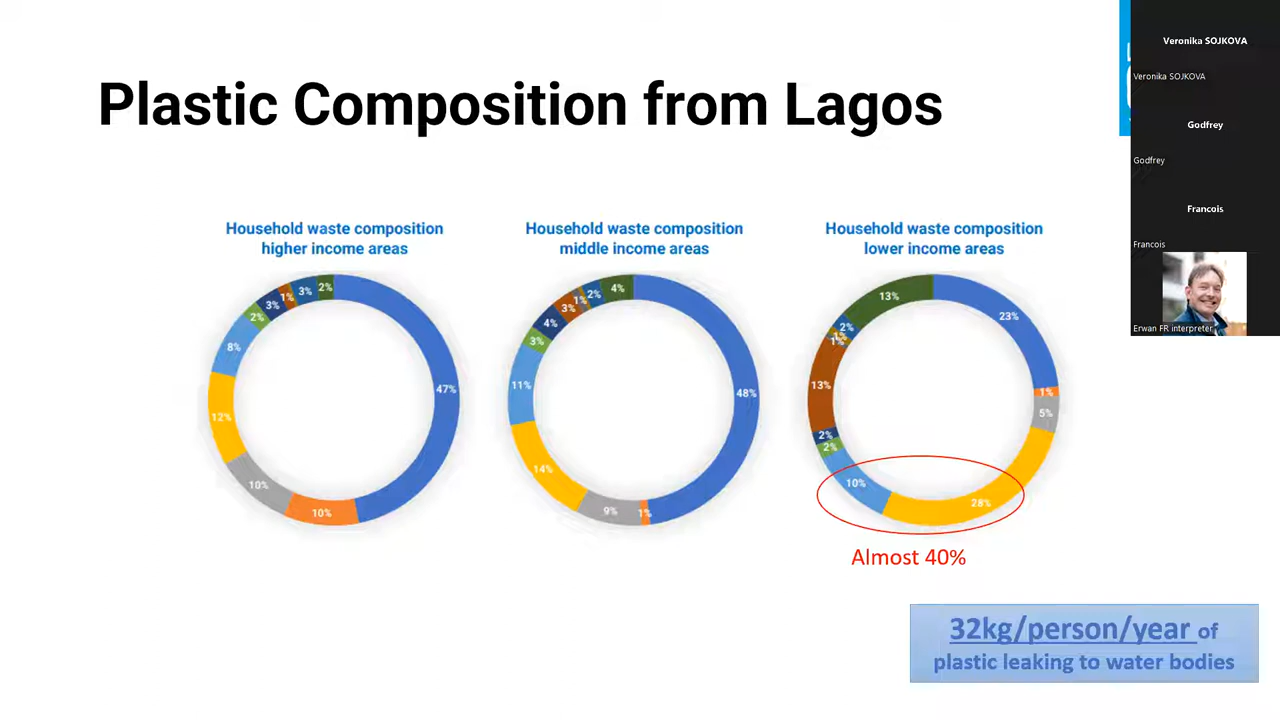 Plastic Composition from Lagos
Household waste composition
higher income areas
2%
3%
1%
3%
2%
8%
12%
10%
10%
47%
Household waste composition
middle income areas
4%
2%
1%
3%
4%
3%
11%
14%
9%
1%
48%
Household waste composition
lower income areas
13%
2%
1%
1%
13%
2%
2%
10%
28%
5%
1%
23%
Almost 40%
32kg/person/year of
plastic leaking to water bodies
Veronika SOJKOVA
Veronika SOJKOVA
Godfrey
Godfrey
Francois
Francois
Erwan FR interpreter